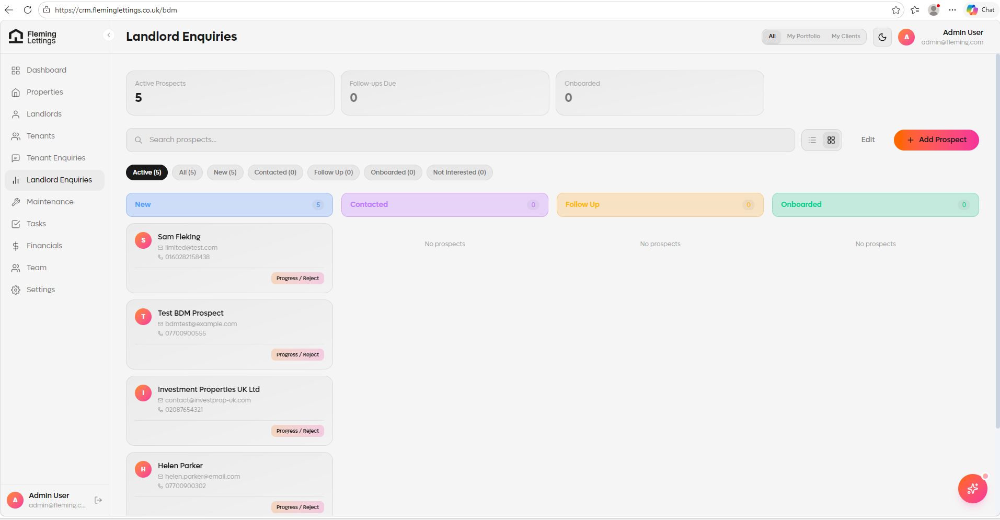 https://crm.fleminglettings.co.uk/bdm
Chat
Fleming
Lettings
Landlord Enquiries
All
My Portfolio
My Clients
A
Admin User
admin@fleming.com
Dashboard
Properties
Landlords
Tenants
Tenant Enquiries
Landlord Enquiries
Maintenance
Tasks
Financials
Team
Settings
Active Prospects
5
Follow-ups Due
0
Onboarded
0
Search prospects...
Edit
+ Add Prospect
Active (5)
All (5)
New (5)
Contacted (0)
Follow Up (0)
Onboarded (0)
Not Interested (0)
New 5
Contacted 0
Follow Up 0
Onboarded 0
S
Sam Fleking
limited@test.com
0160282158438
Progress / Reject
No prospects
No prospects
No prospects
T
Test BDM Prospect
bdmtest@example.com
07700900555
Progress / Reject
I
Investment Properties UK Ltd
contact@investprop-uk.com
02087654321
Progress / Reject
H
Helen Parker
helen.parker@email.com
07700900302
Progress / Reject
A
Admin User
admin@fleming.c...